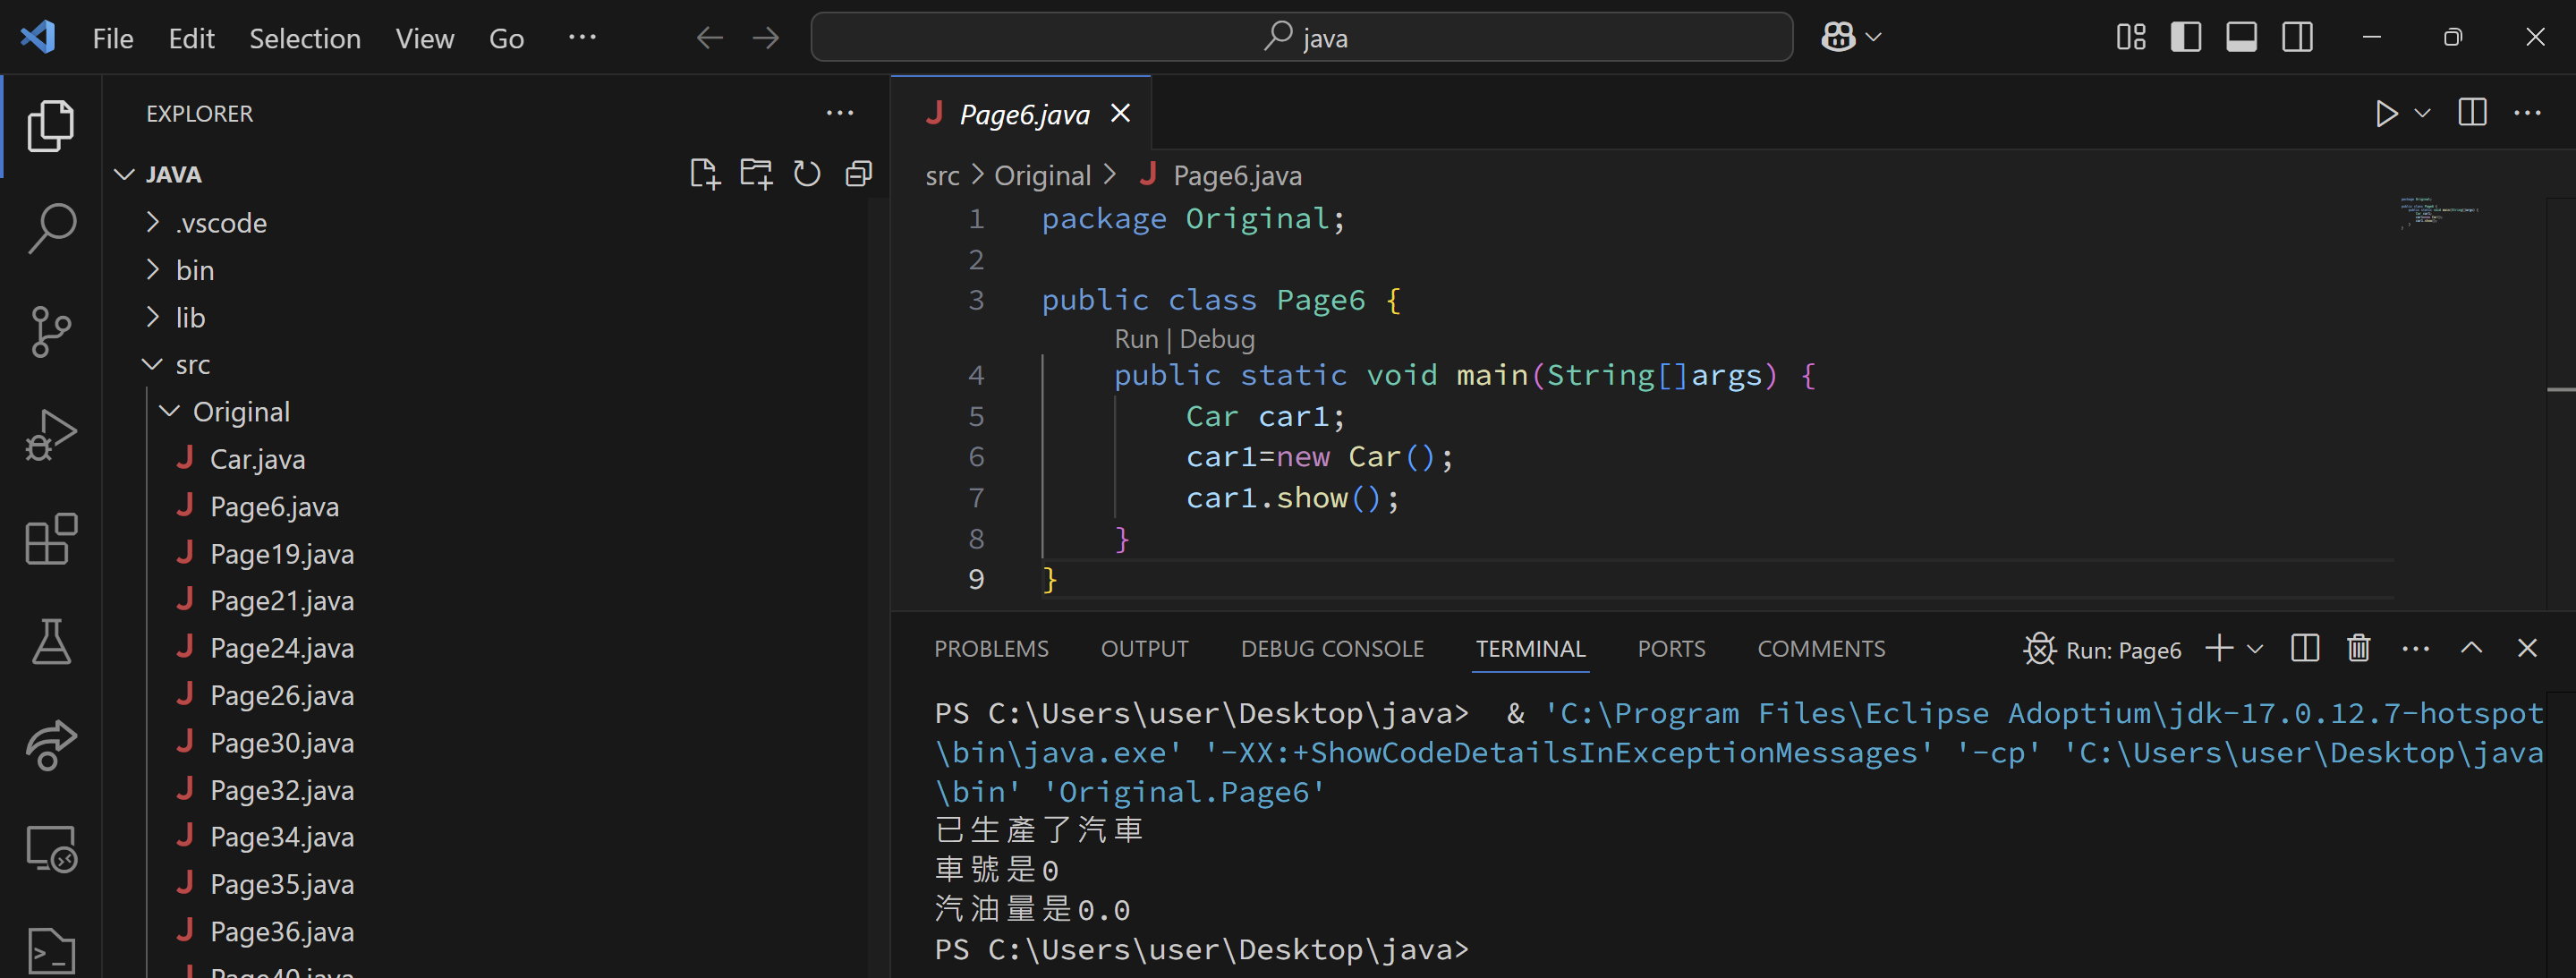 File Edit Selection View Go ··· java
EXPLORER ···
JAVA
.vscode
bin
lib
src
Original
Car.java
Page6.java
Page19.java
Page21.java
Page24.java
Page26.java
Page30.java
Page32.java
Page34.java
Page35.java
Page36.java
Page40.java
Page6.java
src > Original > Page6.java
1 package Original;
2
3 public class Page6 {
Run | Debug
4 public static void main(String[]args) {
5 Car car1;
6 car1=new Car();
7 car1.show();
8 }
9 }
PROBLEMS OUTPUT DEBUG CONSOLE TERMINAL PORTS COMMENTS Run: Page6
PS C:\Users\user\Desktop\java>  & 'C:\Program Files\Eclipse Adoptium\jdk-17.0.12.7-hotspot
\bin\java.exe' '-XX:+ShowCodeDetailsInExceptionMessages' '-cp' 'C:\Users\user\Desktop\java
\bin' 'Original.Page6'
已生產了汽車
車號是0
汽油量是0.0
PS C:\Users\user\Desktop\java>